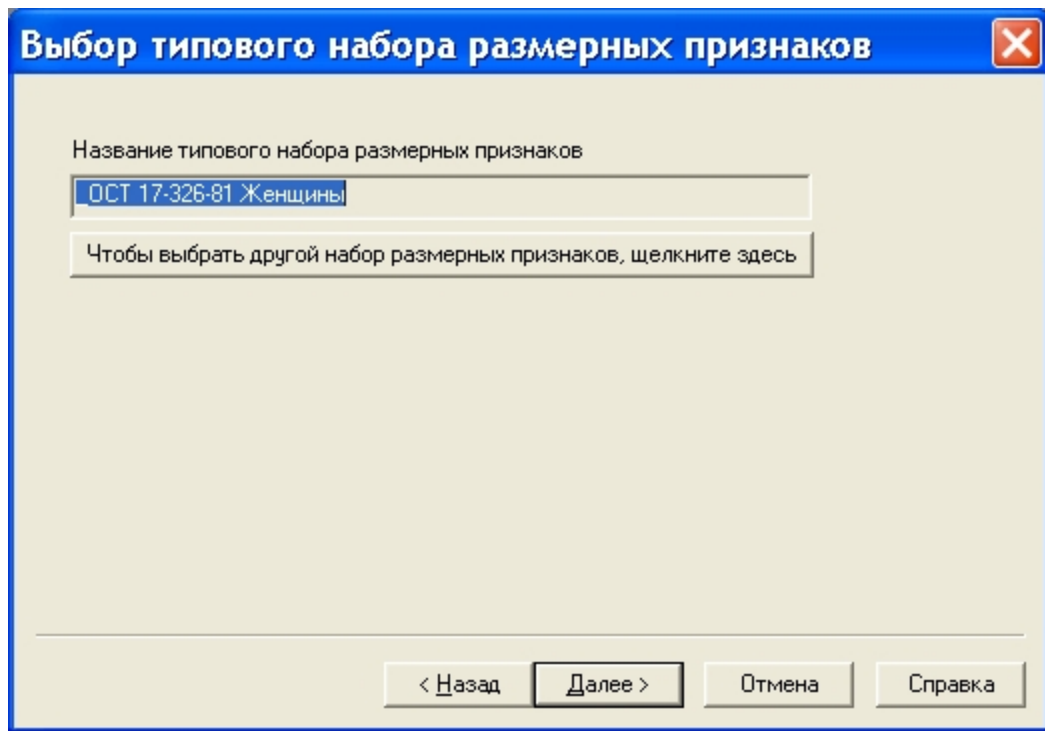 Выбор типового набора размерных признаков
Название типового набора размерных признаков
_ОСТ 17-326-81 Женщины
Чтобы выбрать другой набор размерных признаков, щелкните здесь
< Назад
Далее >
Отмена
Справка